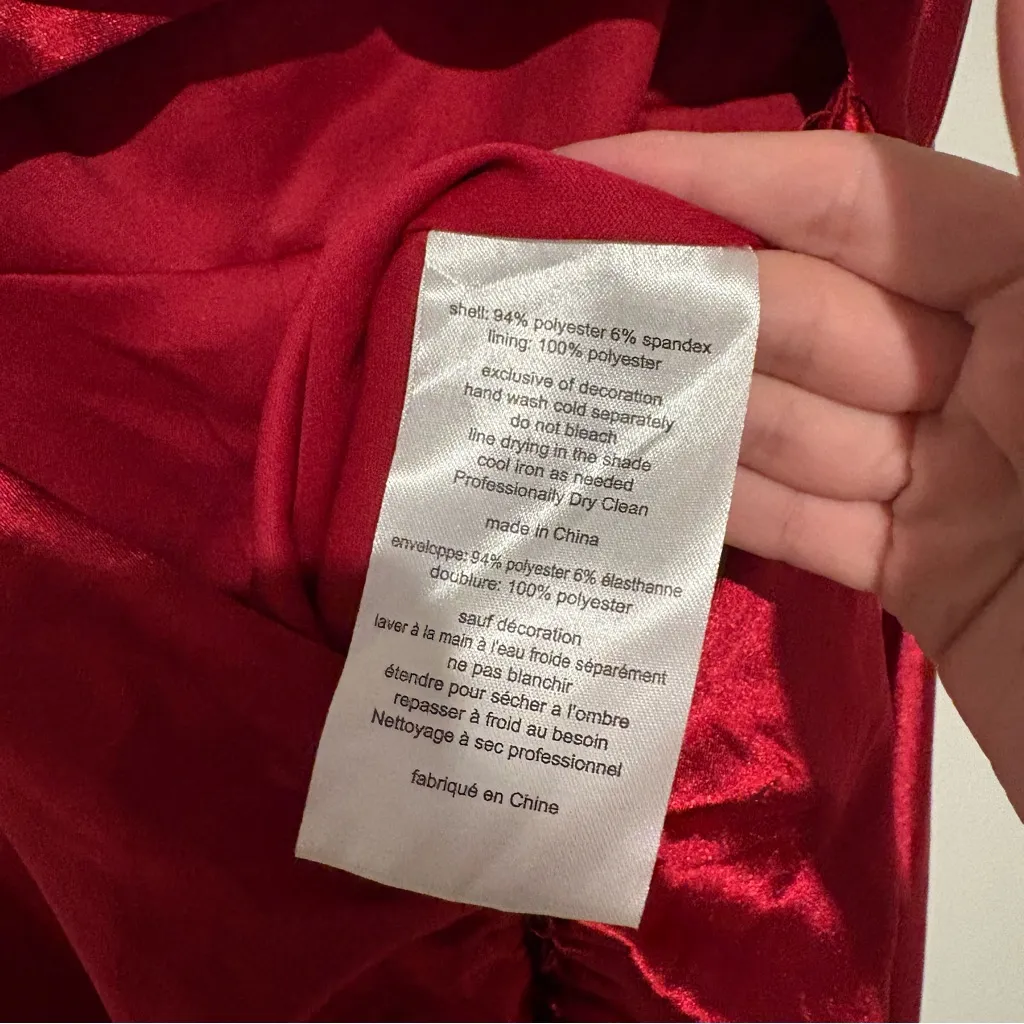 shell: 94% polyester 6% spandax
lining: 100% polyester
exclusive of decoration
hand wash cold separately
do not bleach
line drying in the shade
cool iron as needed
Professionally Dry Clean
made in China
enveloppe: 94% polyester 6% élasthanne
doublure: 100% polyester
sauf décoration
laver à la main à l'eau froide séparément
ne pas blanchir
étendre pour sécher a l'ombre
repasser à froid au besoin
Nettoyage à sec professionnel
fabriqué en Chine